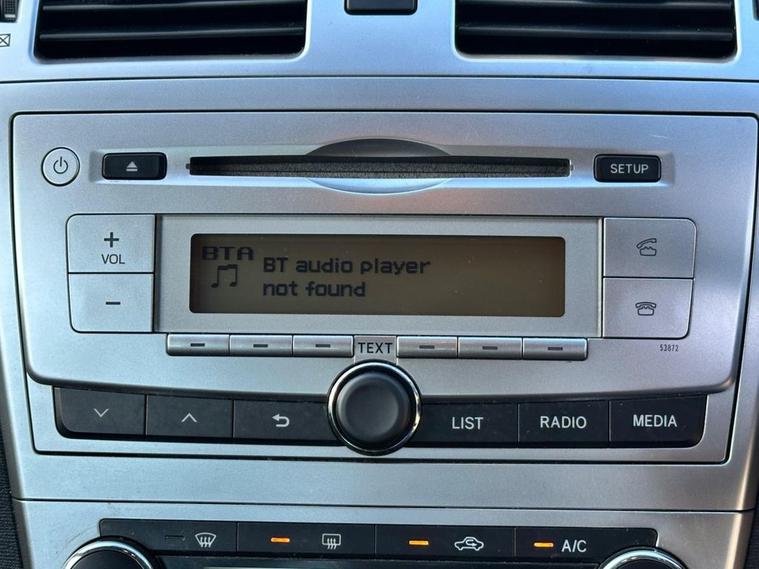 SETUP
+
VOL
-
BTA
BT audio player
not found
TEXT
53872
LIST
RADIO
MEDIA
A/C